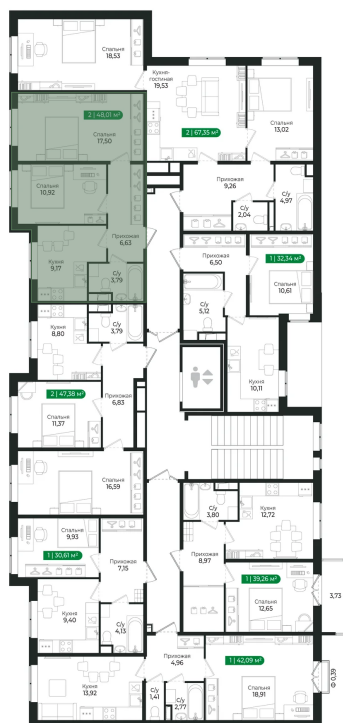 Спальня
18,53
Кухня-
гостиная
19,53
Спальня
13,02
2 | 48,01 м²
Спальня
17,50
2 | 67,35 м²
Спальня
10,92
9,26
С/у
2,04
С/у
4,97
Прихожая
6,63
Кухня
9,17
С/у
3,79
Прихожая
6,50
1 | 32,34 м²
Спальня
10,61
С/у
5,12
Кухня
8,80
С/у
3,79
Кухня
10,11
2 | 47,38 м²
Спальня
11,37
Прихожая
6,83
Спальня
16,59
С/у
3,80
Кухня
12,72
Спальня
9,93
1 | 30,61 м²
Прихожая
7,15
Прихожая
8,97
1 | 39,26 м²
Спальня
12,65
3,73
Кухня
9,40
С/у
4,13
Прихожая
4,96
1 | 42,09 м²
Спальня
18,91
Ф 0,39
Кухня
13,92
С/у
1,41
С/у
2,77